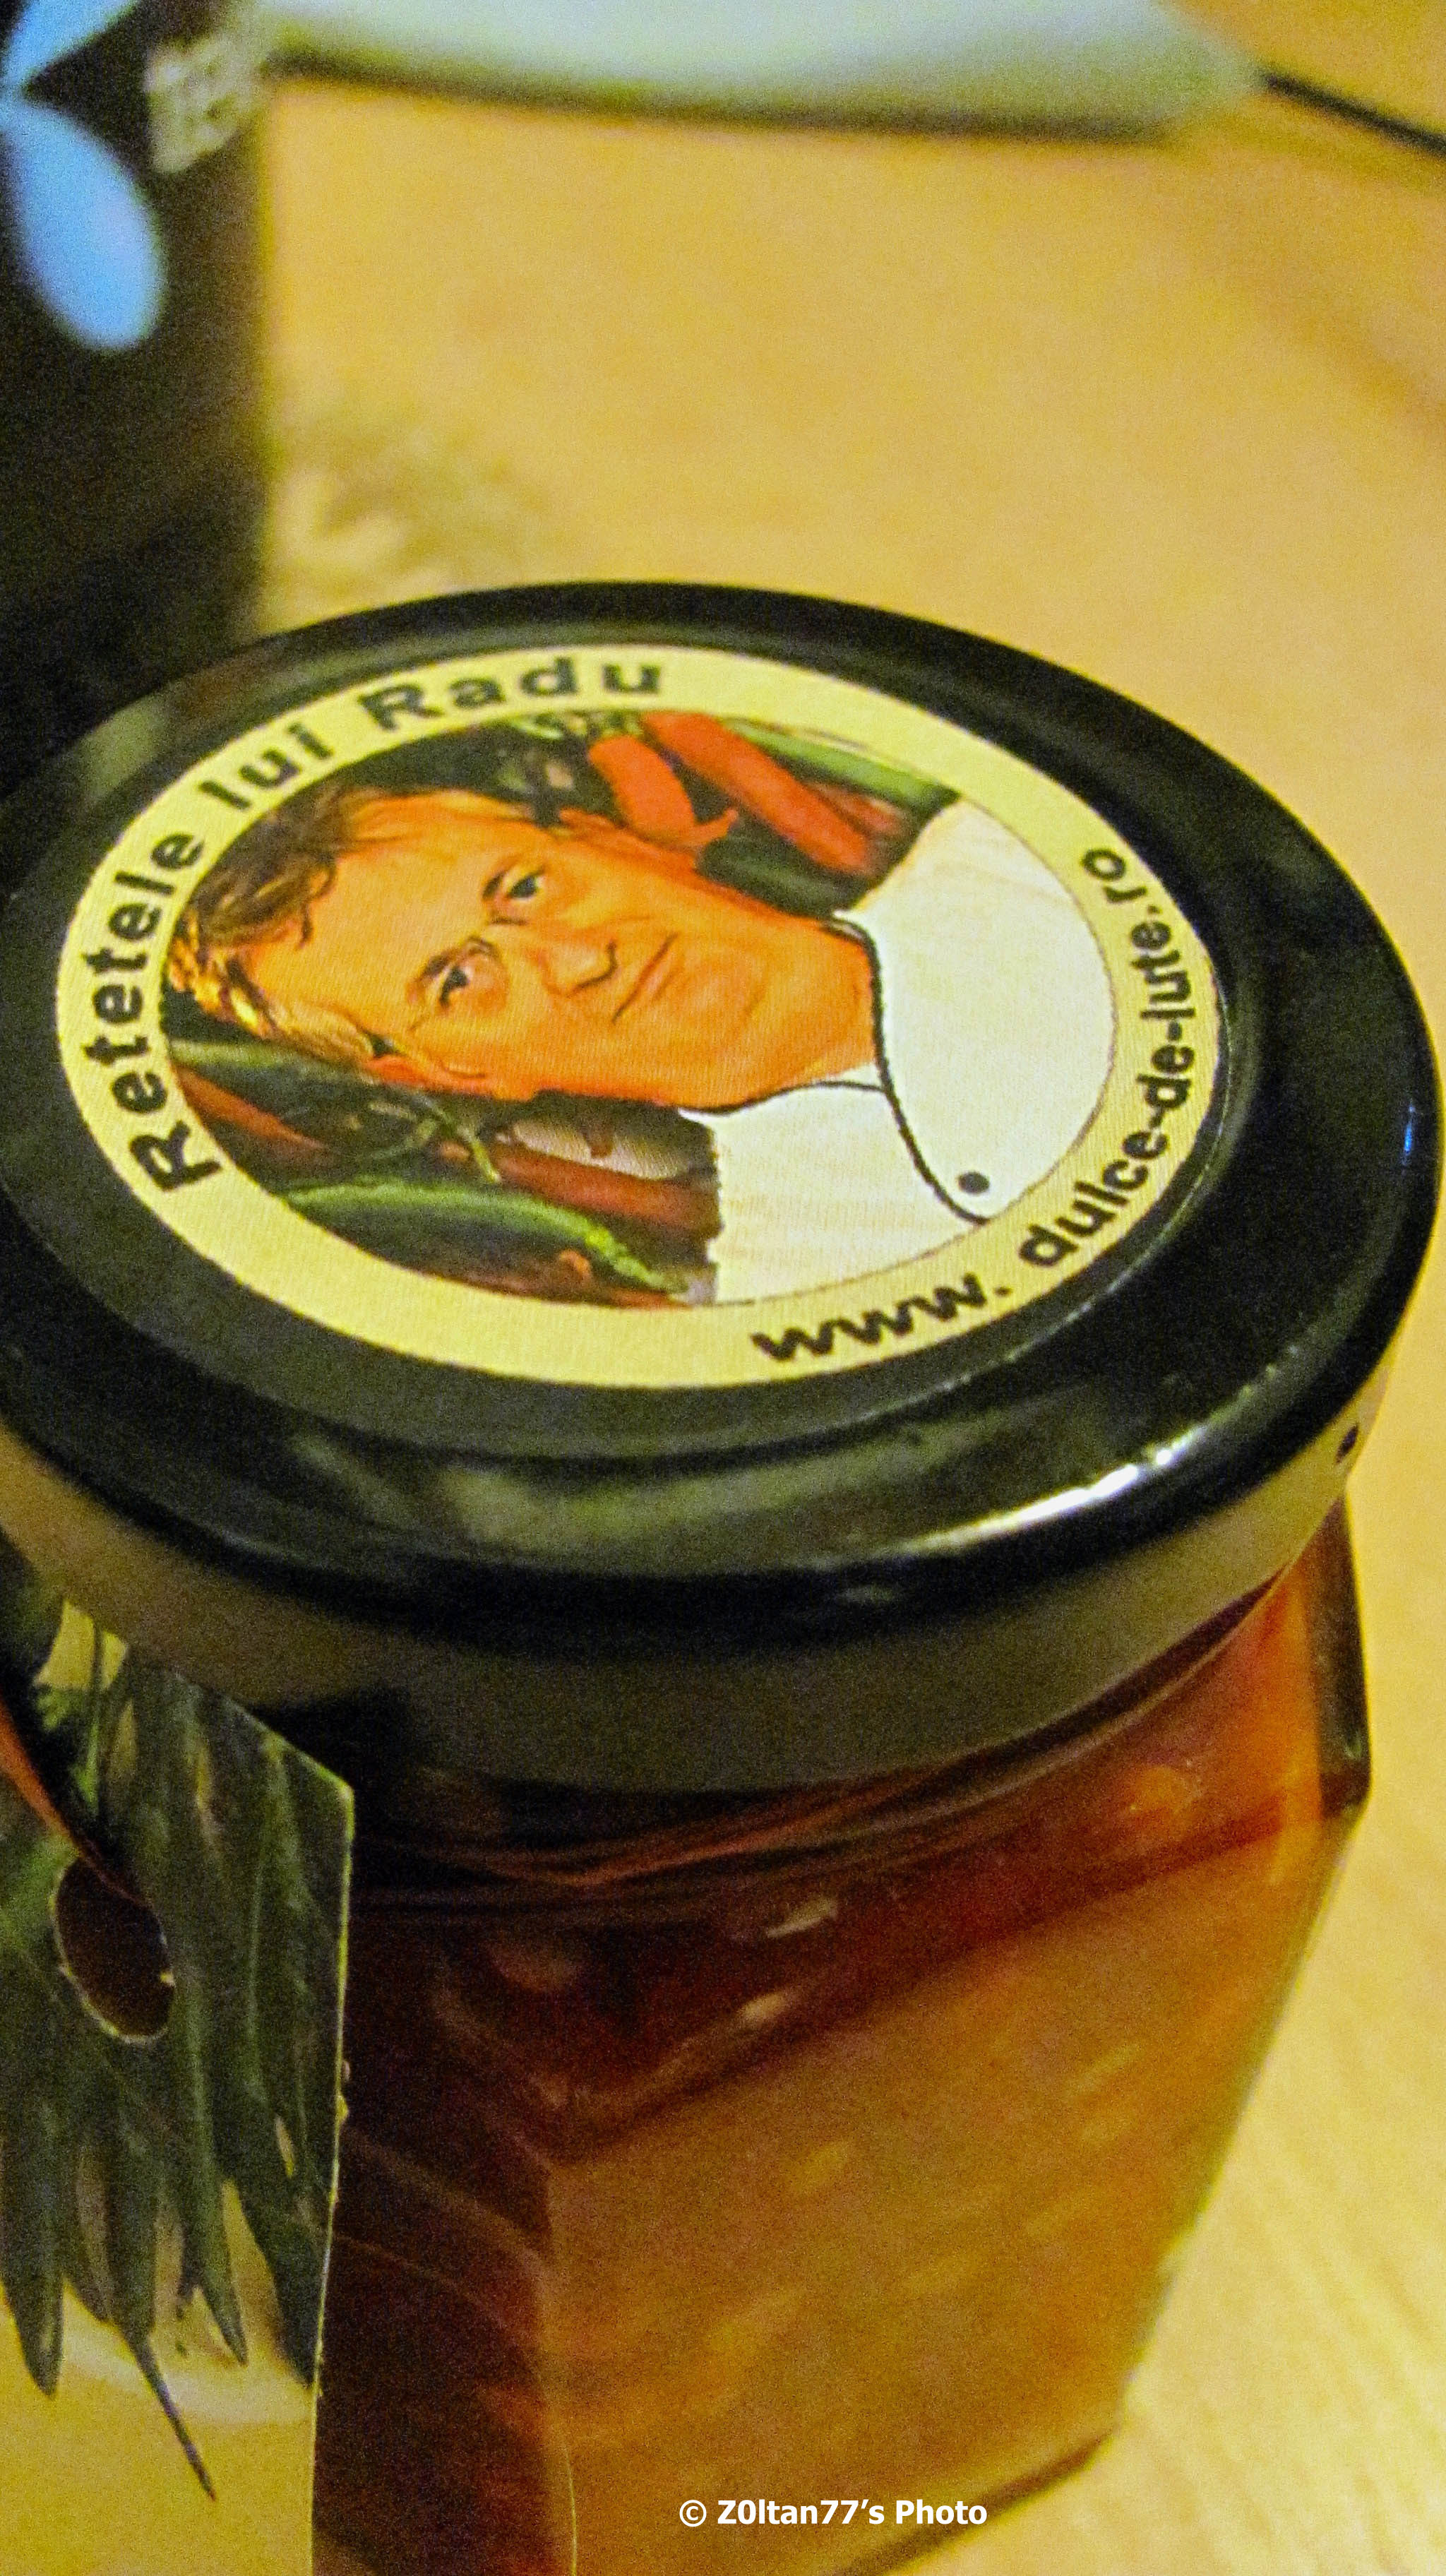 Retetele lui Radu
www. dulce-de-iute.ro
© Z0ltan77’s Photo